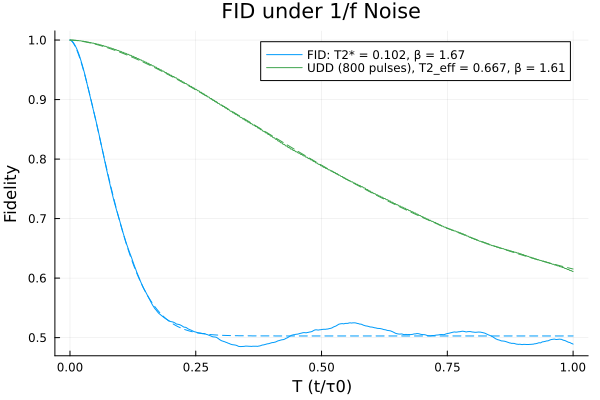 FID under 1/f Noise
FID: T2* = 0.102, β = 1.67
UDD (800 pulses), T2_eff = 0.667, β = 1.61
Fidelity
1.0
0.9
0.8
0.7
0.6
0.5
0.00 0.25 0.50 0.75 1.00
T (t/τ0)